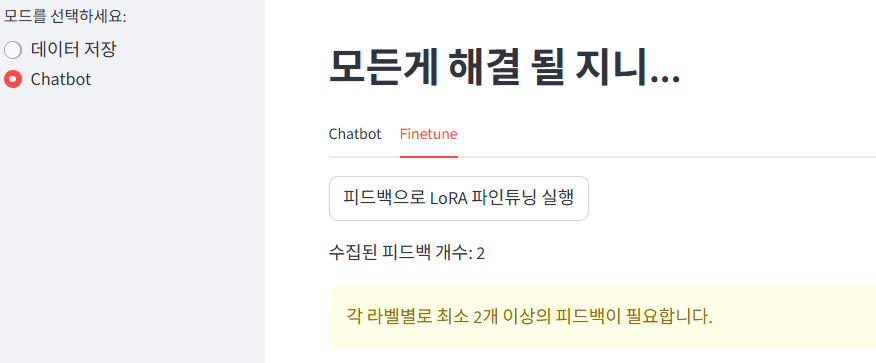 모드를 선택하세요:
데이터 저장
Chatbot
모든게 해결 될 지니...
Chatbot
Finetune
피드백으로 LoRA 파인튜닝 실행
수집된 피드백 개수: 2
각 라벨별로 최소 2개 이상의 피드백이 필요합니다.